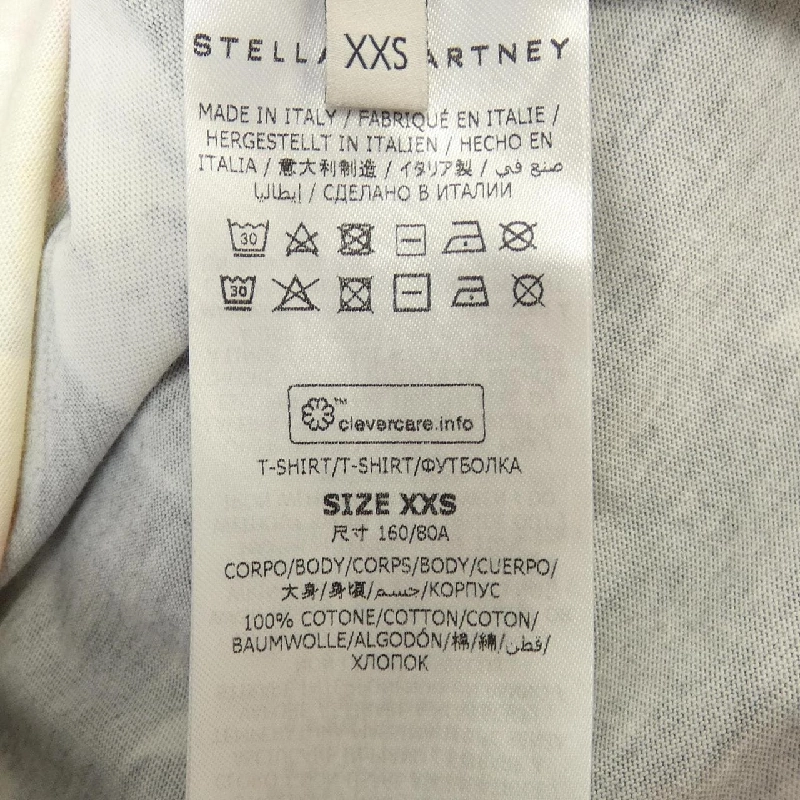 XXS
STELLA McCARTNEY
MADE IN ITALY / FABRIQUÉ EN ITALIE /
HERGESTELLT IN ITALIEN / HECHO EN
ITALIA / 意大利制造 / イタリア製 / صنع في
إيطاليا / СДЕЛАНО В ИТАЛИИ
30
30
clevercare.info
T-SHIRT/T-SHIRT/ФУТБОЛКА
SIZE XXS
尺寸 160/80A
CORPO/BODY/CORPS/BODY/CUERPO/
大身/身頃/جسم/КОРПУС
100% COTONE/COTTON/COTON/
BAUMWOLLE/ALGODÓN/棉/綿/قطن/
ХЛОПОК